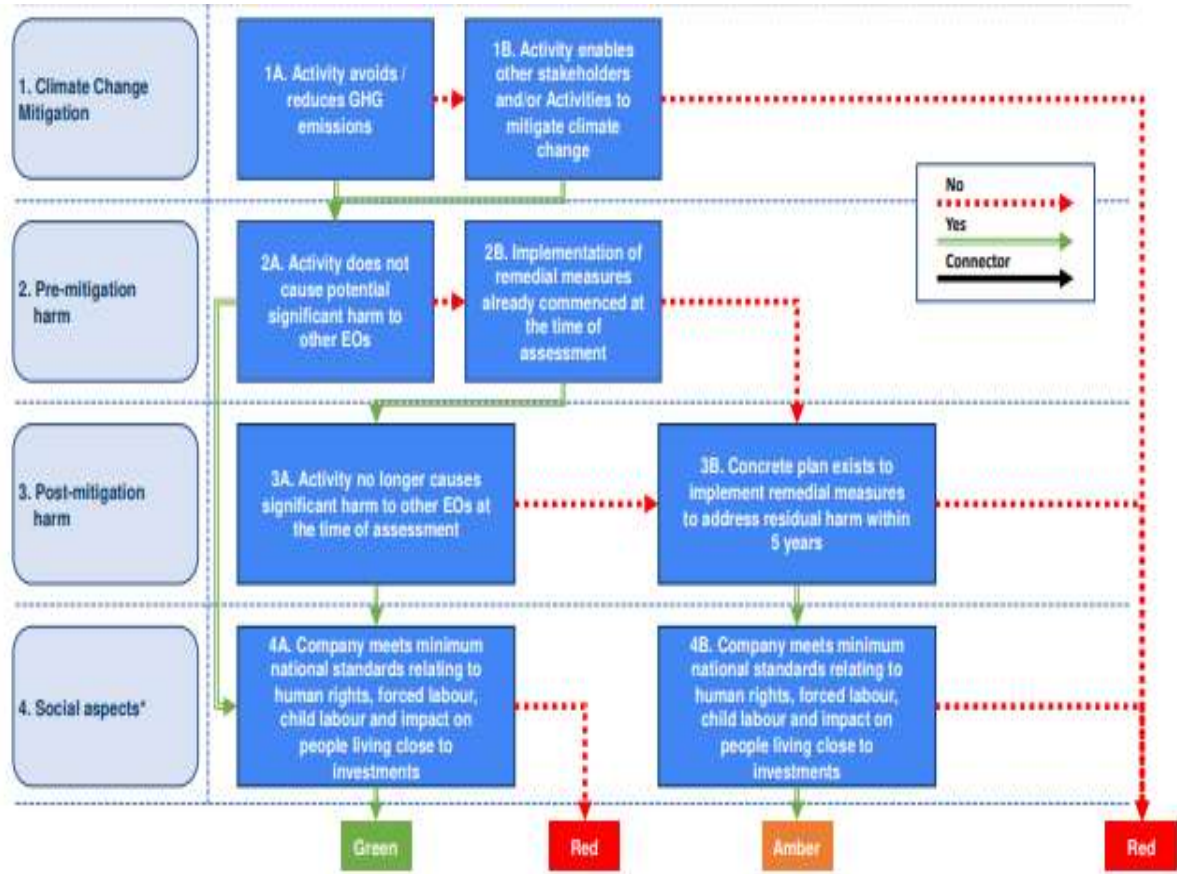 1. Climate Change
Mitigation
1A. Activity avoids /
reduces GHG
emissions
1B. Activity enables
other stakeholders
and/or Activities to
mitigate climate
change
No
Yes
Connector
2. Pre-mitigation
harm
2A. Activity does not
cause potential
significant harm to
other EOs
2B. Implementation of
remedial measures
already commenced at
the time of
assessment
3. Post-mitigation
harm
3A. Activity no longer causes
significant harm to other EOs at
the time of assessment
3B. Concrete plan exists to
implement remedial measures
to address residual harm within
5 years
4. Social aspects*
4A. Company meets minimum
national standards relating to
human rights, forced labour,
child labour and impact on
people living close to
investments
4B. Company meets minimum
national standards relating to
human rights, forced labour,
child labour and impact on
people living close to
investments
Green
Red
Amber
Red